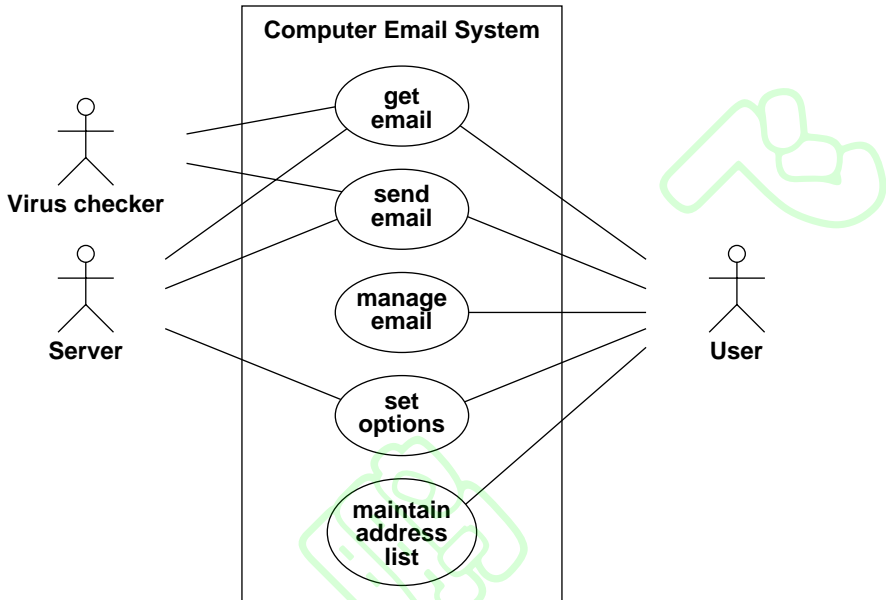 Computer Email System
get
email
Virus checker
send
email
Server
manage
email
User
set
options
maintain
address
list